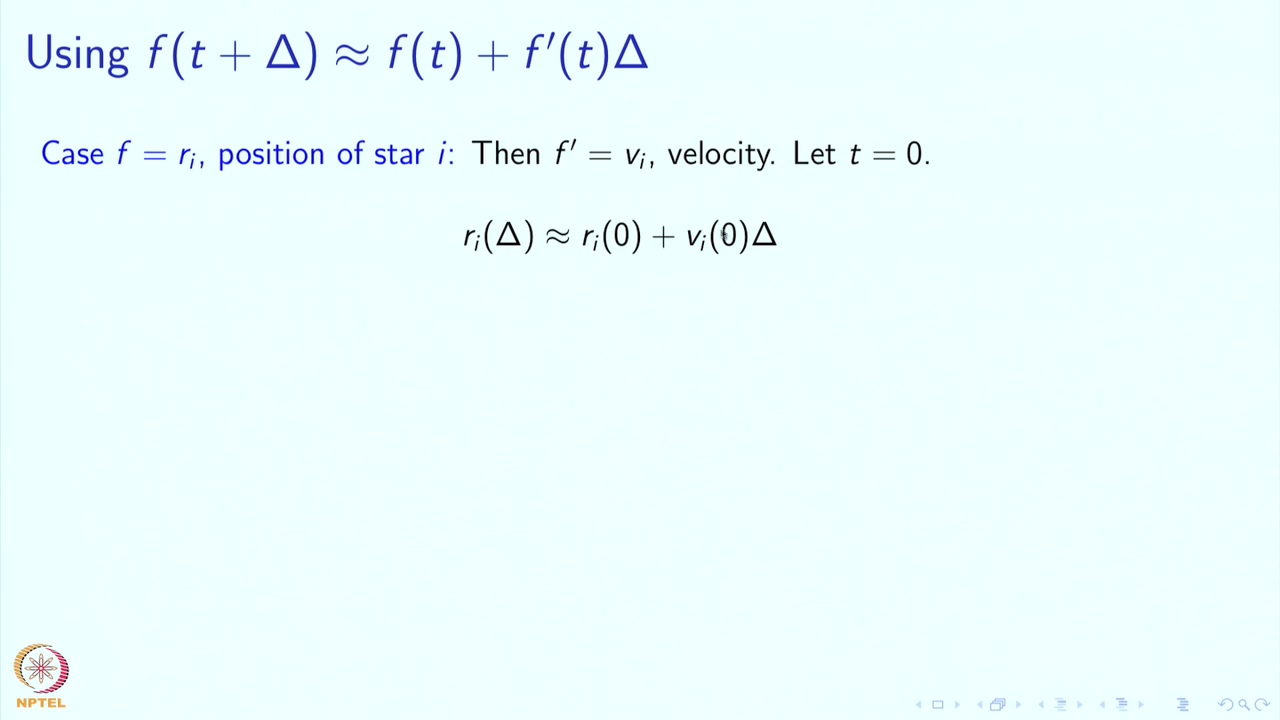 Using f(t + Δ) ≈ f(t) + f′(t)Δ
Case f = rᵢ, position of star i: Then f′ = vᵢ, velocity. Let t = 0.
rᵢ(Δ) ≈ rᵢ(0) + vᵢ(0)Δ
NPTEL